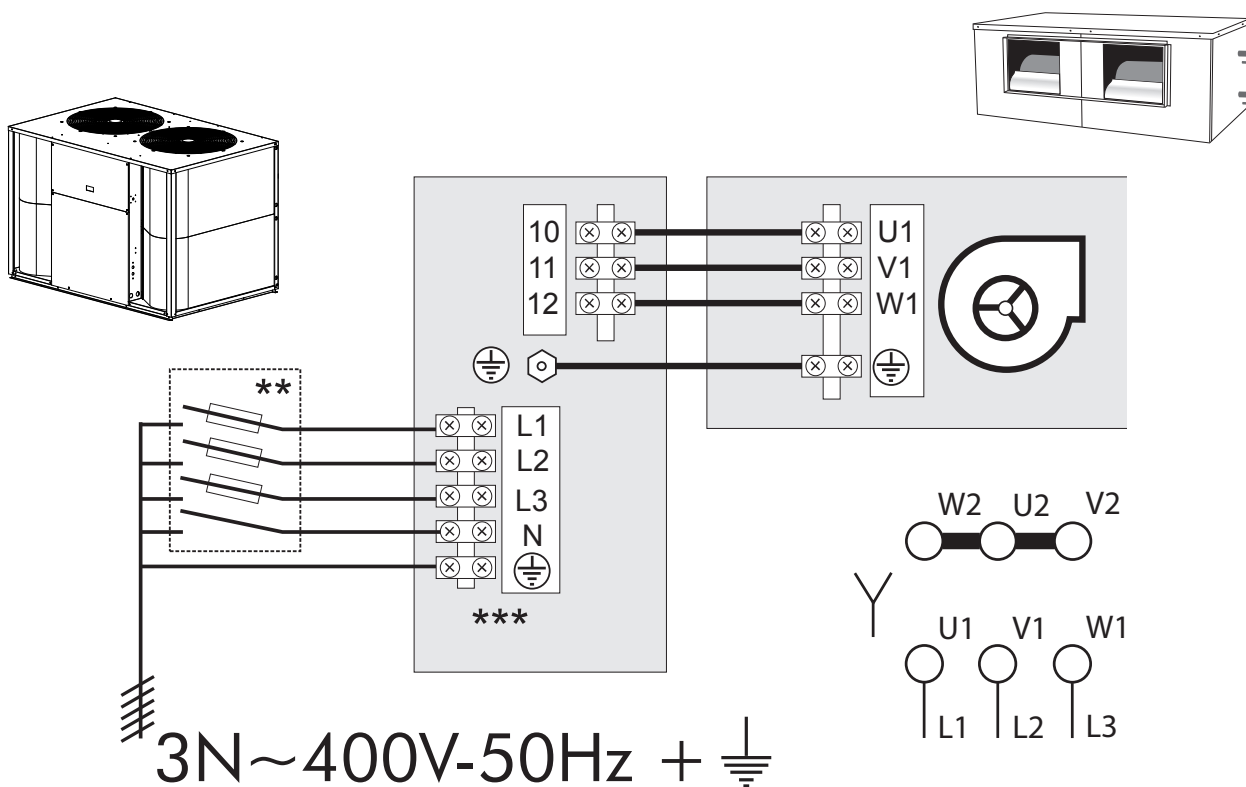 10
11
12
U1
V1
W1
**
L1
L2
L3
N
***
W2 U2 V2
U1 V1 W1
L1 L2 L3
3N~400V-50Hz +